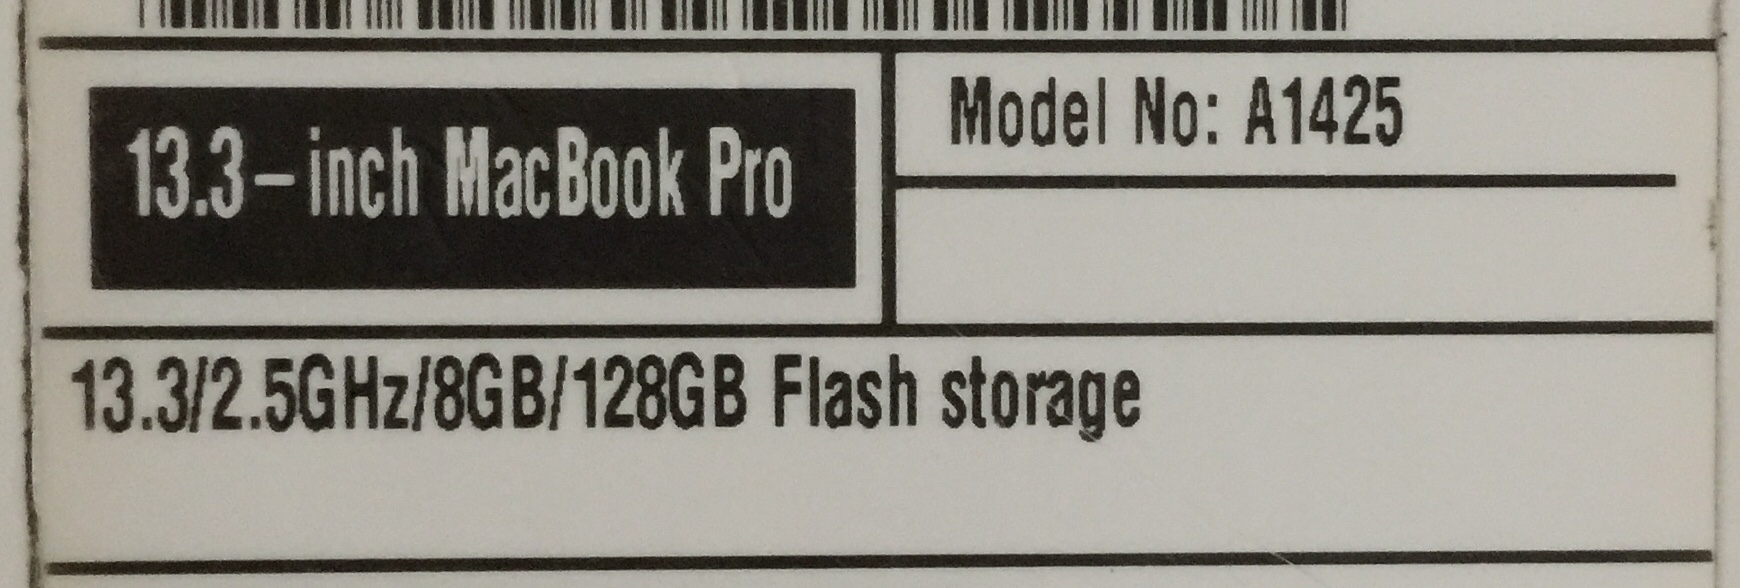 13.3-inch MacBook Pro
Model No: A1425
13.3/2.5GHz/8GB/128GB Flash storage